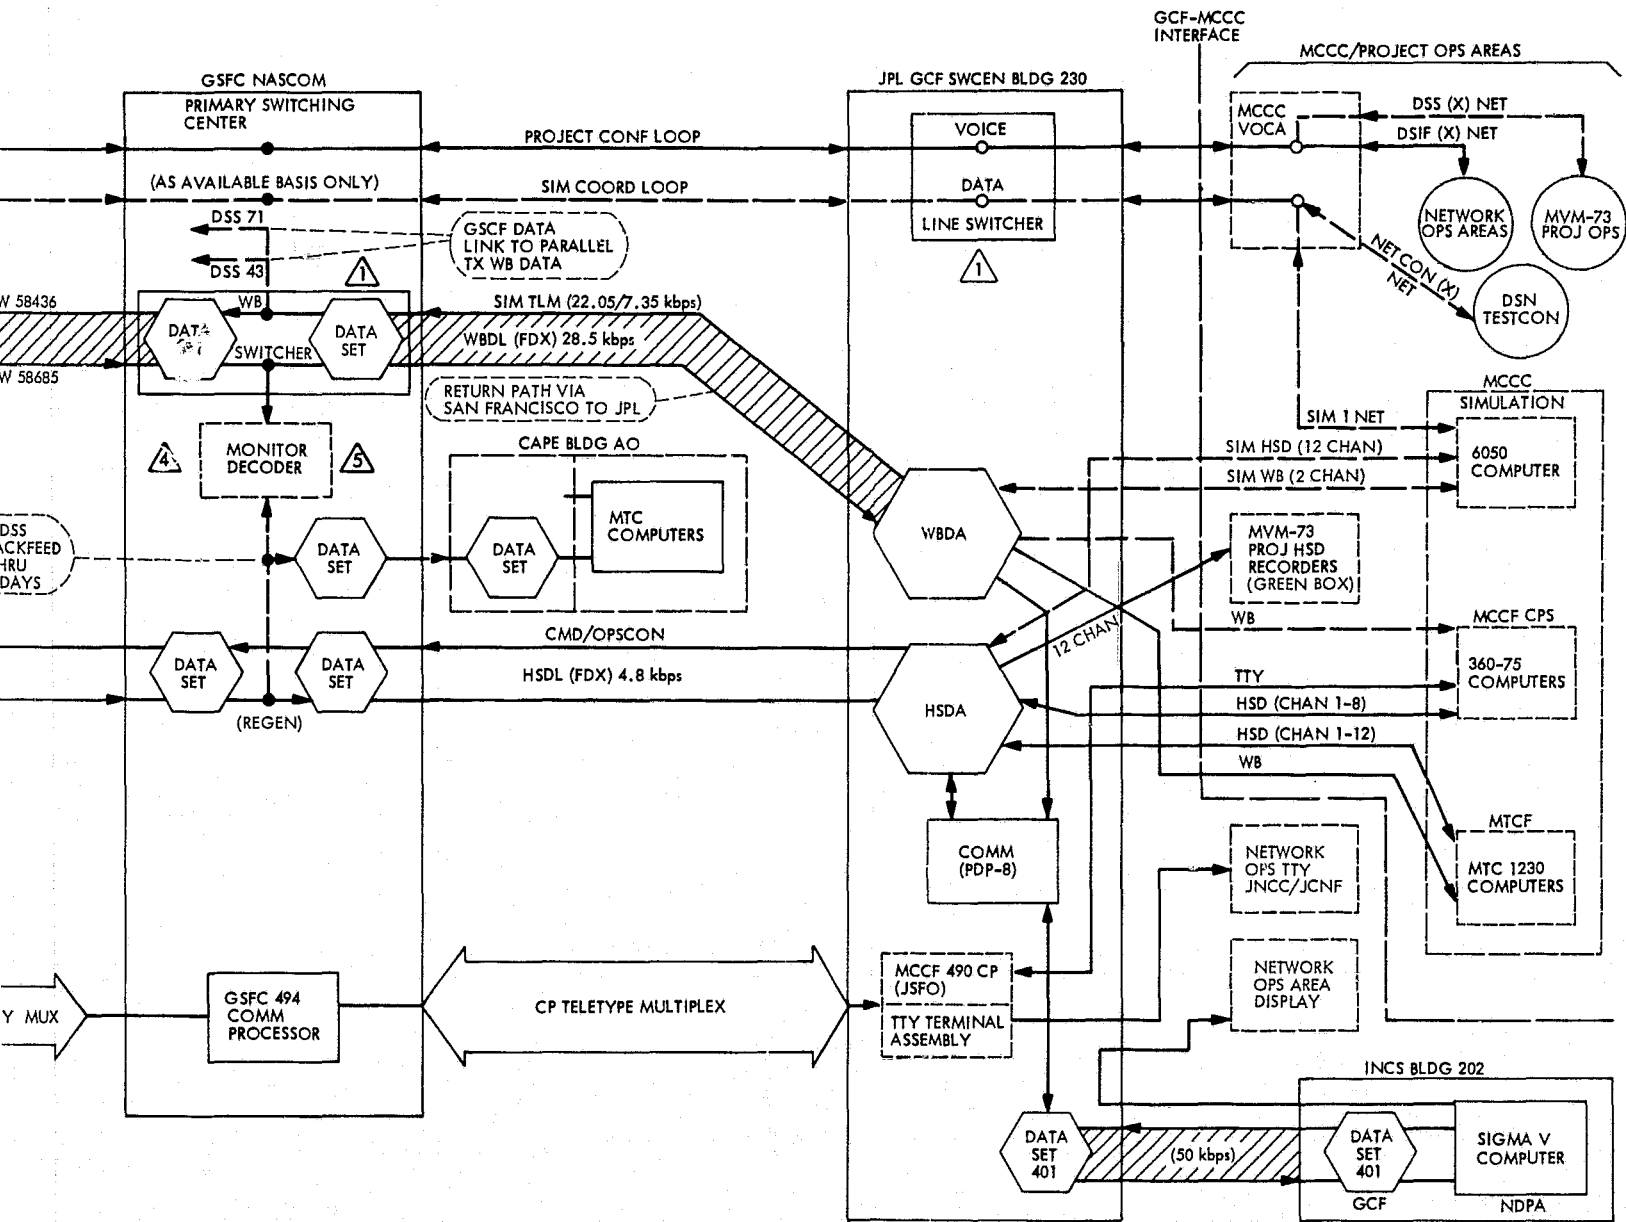 GCF-MCCC
INTERFACE
MCCC/PROJECT OPS AREAS
GSFC NASCOM
PRIMARY SWITCHING
CENTER
JPL GCF SWCEN BLDG 230
PROJECT CONF LOOP
VOICE
MCCC
VOCA
DSS (X) NET
DSIF (X) NET
(AS AVAILABLE BASIS ONLY)
SIM COORD LOOP
DATA
LINE SWITCHER
1
NETWORK
OPS AREAS
MVM-73
PROJ OPS
NETCON (X)
NET
DSN
TESTCON
DSS 71
DSS 43
GSCF DATA
LINK TO PARALLEL
TX WB DATA
1
W 58436
WB
SIM TLM (22.05/7.35 kbps)
DATA
DATA
SET
WBDL (FDX) 28.5 kbps
SWITCHER
W 58685
RETURN PATH VIA
SAN FRANCISCO TO JPL
MCCC
SIMULATION
SIM 1 NET
SIM HSD (12 CHAN)
SIM WB (2 CHAN)
6050
COMPUTER
4
MONITOR
DECODER
5
CAPE BLDG AO
MTC
COMPUTERS
DATA
SET
DATA
SET
DSS
ACKFEED
HRU
DAYS
WBDA
MVM-73
PROJ HSD
RECORDERS
(GREEN BOX)
12 CHAN
WB
MCCF CPS
360-75
COMPUTERS
CMD/OPSCON
DATA
SET
DATA
SET
HSDL (FDX) 4.8 kbps
(REGEN)
HSDA
TTY
HSD (CHAN 1-8)
HSD (CHAN 1-12)
WB
MTCF
MTC 1230
COMPUTERS
COMM
(PDP-8)
NETWORK
OPS TTY
JNCC/JCNF
NETWORK
OPS AREA
DISPLAY
Y MUX
GSFC 494
COMM
PROCESSOR
CP TELETYPE MULTIPLEX
MCCF 490 CP
(JSFO)
TTY TERMINAL
ASSEMBLY
INCS BLDG 202
DATA
SET
401
(50 kbps)
DATA
SET
401
GCF
SIGMA V
COMPUTER
NDPA